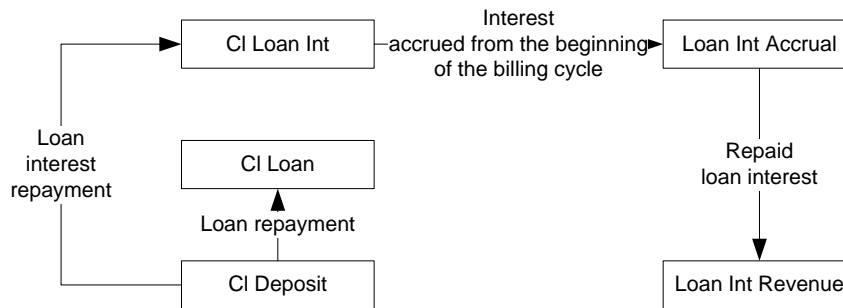 Cl Loan Int
Interest
accrued from the beginning
of the billing cycle
Loan Int Accrual
Loan
interest
repayment
Cl Loan
Repaid
loan interest
Loan repayment
Cl Deposit
Loan Int Revenue